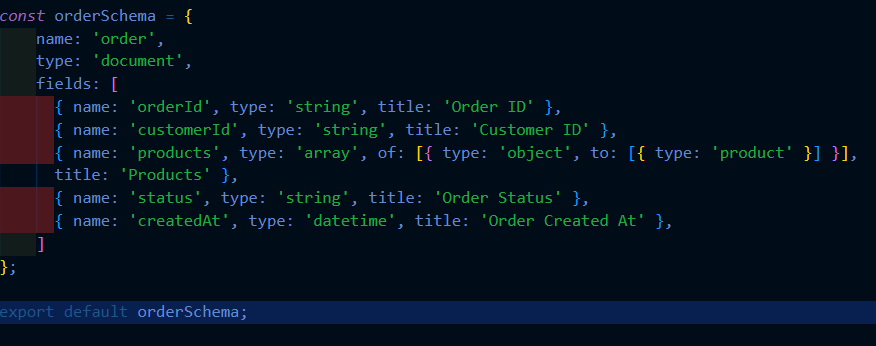 const orderSchema = {
    name: 'order',
    type: 'document',
    fields: [
      { name: 'orderId', type: 'string', title: 'Order ID' },
      { name: 'customerId', type: 'string', title: 'Customer ID' },
      { name: 'products', type: 'array', of: [{ type: 'object', to: [{ type: 'product' }] }],
      title: 'Products' },
      { name: 'status', type: 'string', title: 'Order Status' },
      { name: 'createdAt', type: 'datetime', title: 'Order Created At' },
    ]
};
export default orderSchema;